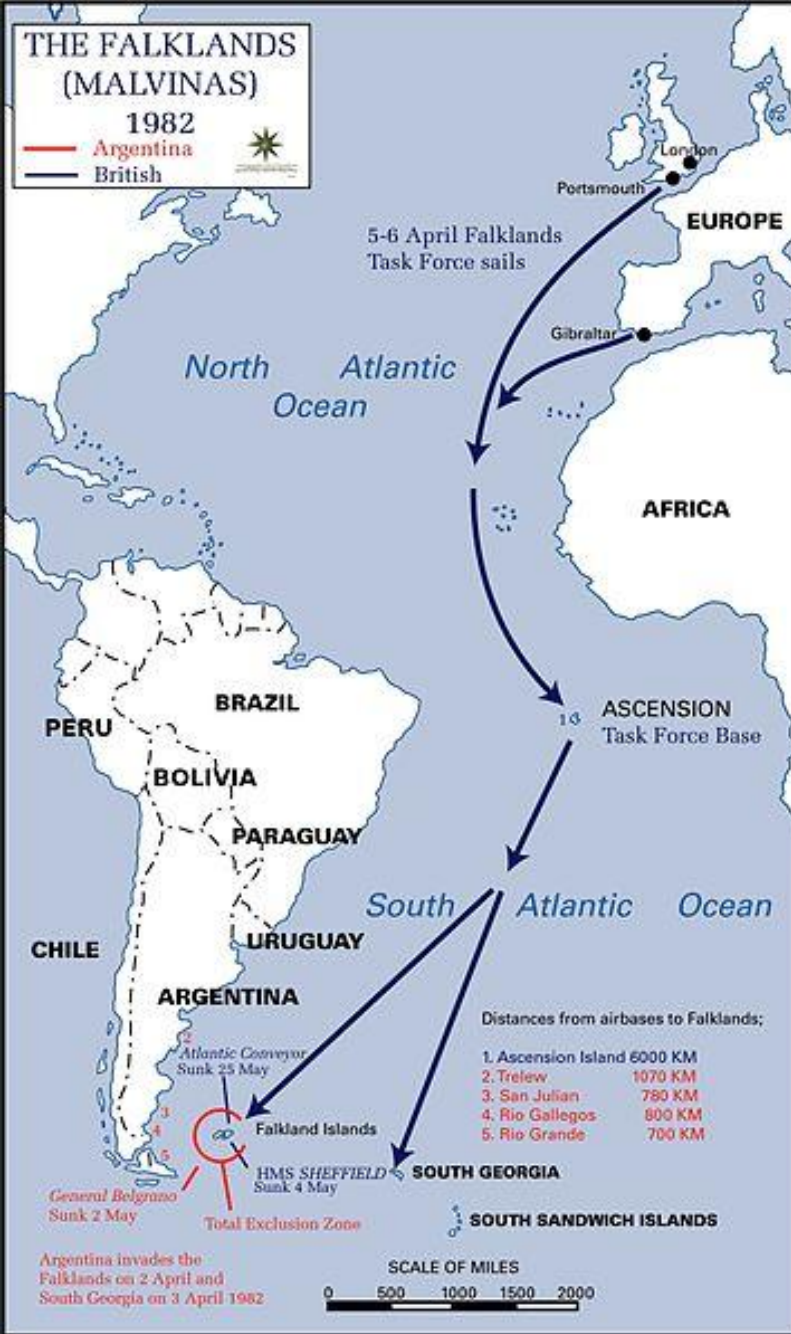 THE FALKLANDS
(MALVINAS)
1982
Argentina
British
London
Portsmouth
EUROPE
5-6 April Falklands
Task Force sails
Gibraltar
North Atlantic
Ocean
AFRICA
BRAZIL
PERU
ASCENSION
Task Force Base
1
BOLIVIA
PARAGUAY
South Atlantic Ocean
URUGUAY
CHILE
ARGENTINA
Distances from airbases to Falklands;
1. Ascension Island 6000 KM
2. Trelew 1070 KM
3. San Julian 780 KM
4. Rio Gallegos 800 KM
5. Rio Grande 700 KM
2
Atlantic Conveyor
Sunk 25 May
3
4
5
Falkland Islands
HMS SHEFFIELD
Sunk 4 May
SOUTH GEORGIA
General Belgrano
Sunk 2 May
Total Exclusion Zone
SOUTH SANDWICH ISLANDS
Argentina invades the
Falklands on 2 April and
South Georgia on 3 April 1982
SCALE OF MILES
0 500 1000 1500 2000